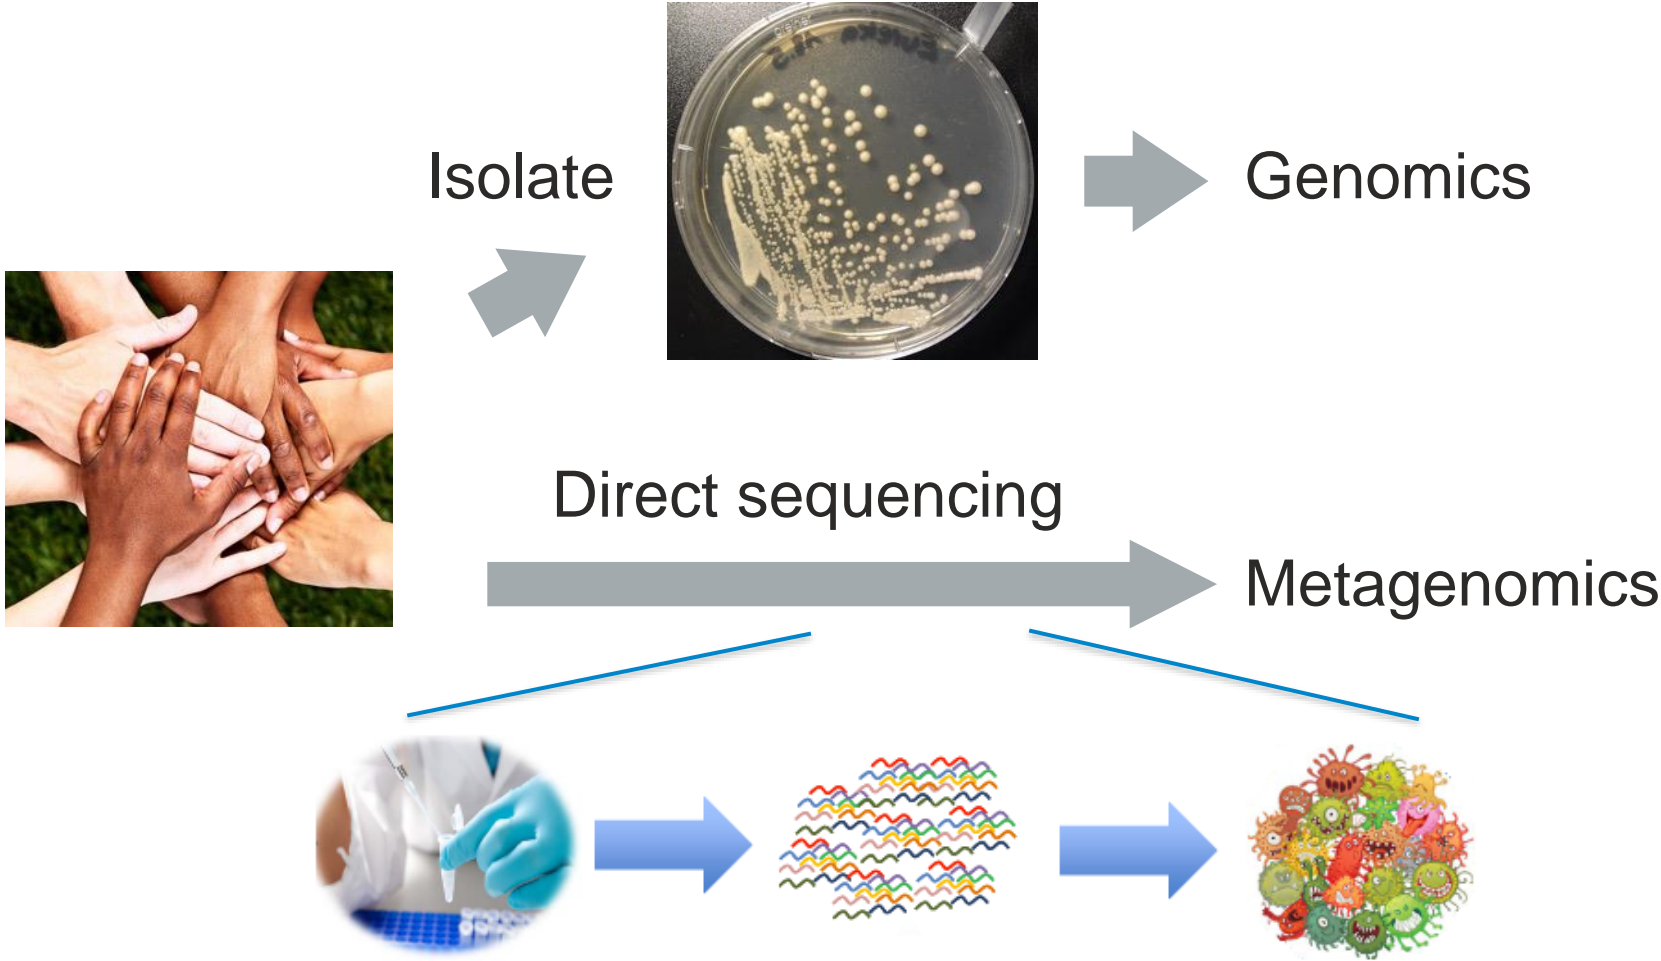 Isolate
Genomics
Direct sequencing
Metagenomics